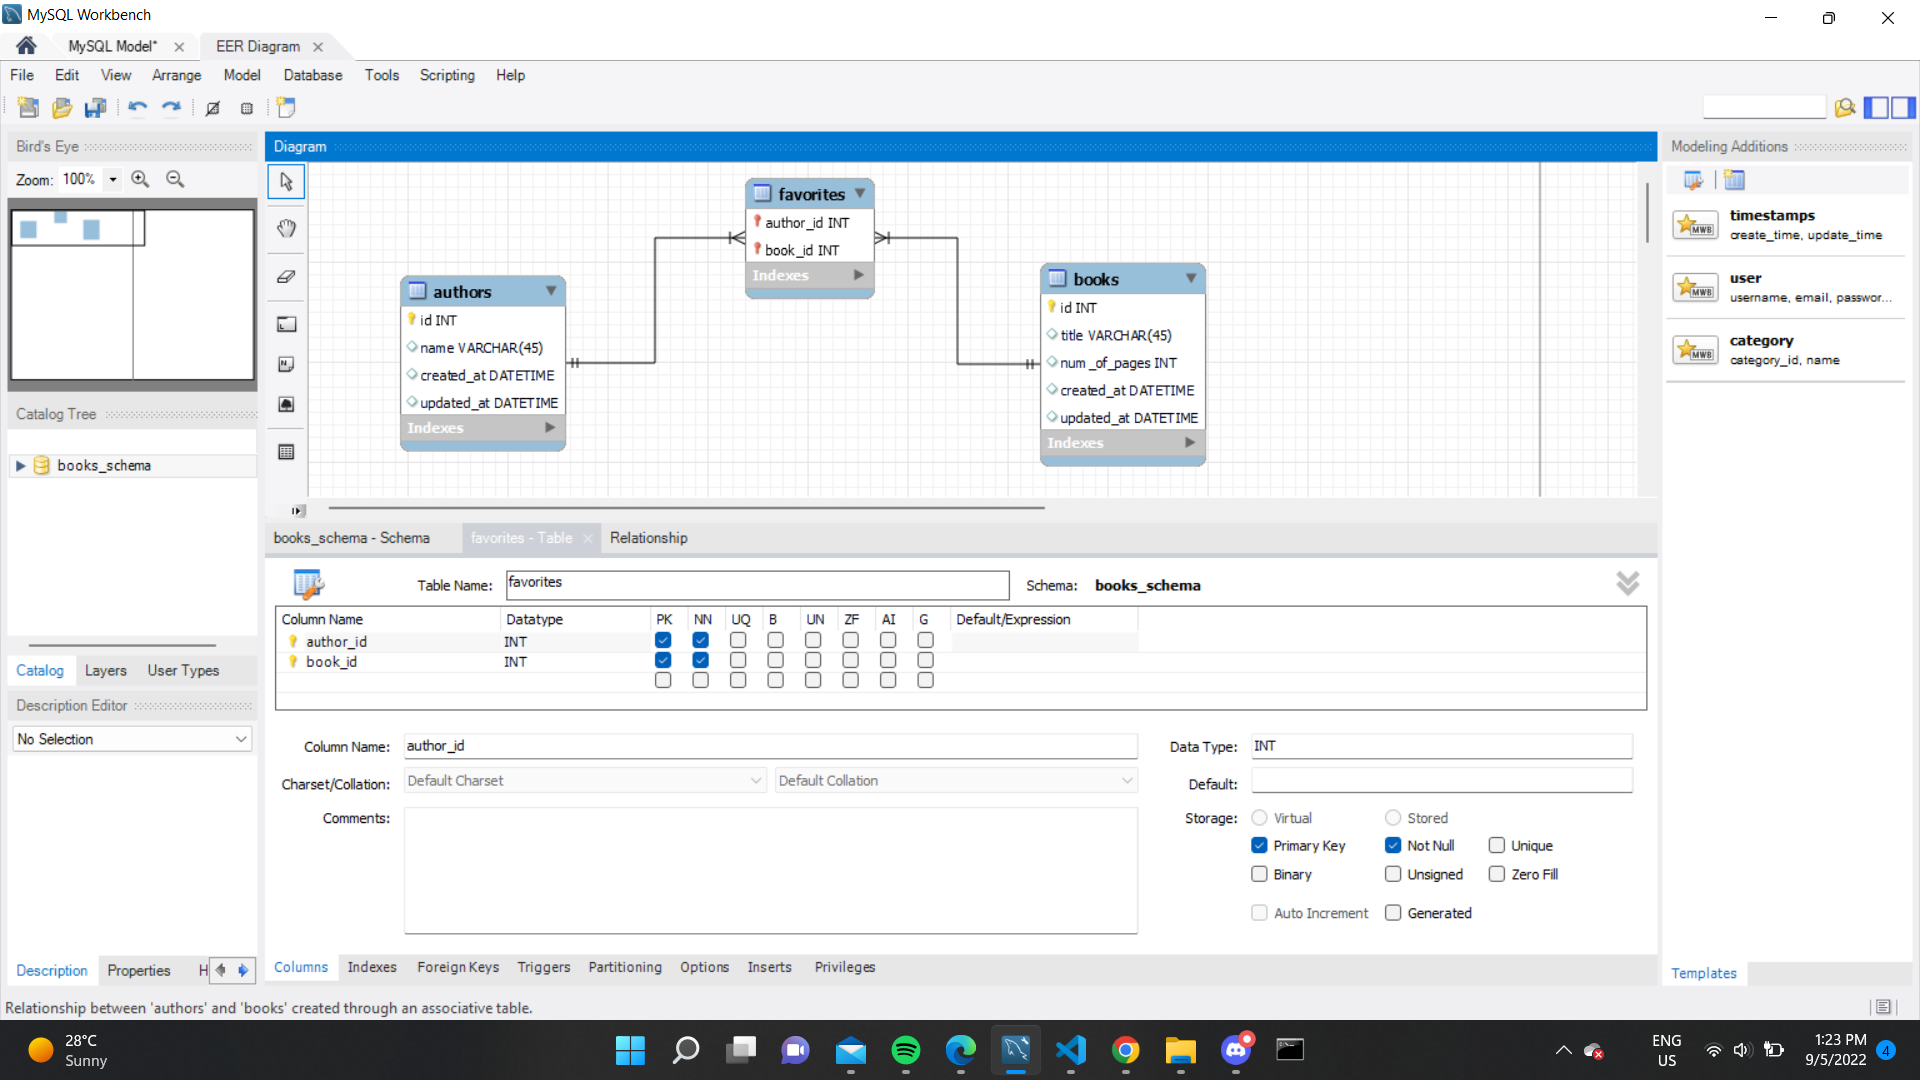 MySQL Workbench
MySQL Model*
EER Diagram
File Edit View Arrange Model Database Tools Scripting Help
Bird's Eye
Zoom: 100%
Catalog Tree
books_schema
Catalog Layers User Types
Description Editor
No Selection
Description Properties H
Diagram
favorites
author_id INT
book_id INT
Indexes
authors
id INT
name VARCHAR(45)
created_at DATETIME
updated_at DATETIME
Indexes
books
id INT
title VARCHAR(45)
num_of_pages INT
created_at DATETIME
updated_at DATETIME
Indexes
books_schema - Schema favorites - Table Relationship
Table Name: favorites Schema: books_schema
Column Name Datatype PK NN UQ B UN ZF AI G Default/Expression
author_id INT
book_id INT
Column Name: author_id Data Type: INT
Charset/Collation: Default Charset Default Collation Default:
Comments: Storage: Virtual Stored
Primary Key Not Null Unique
Binary Unsigned Zero Fill
Auto Increment Generated
Columns Indexes Foreign Keys Triggers Partitioning Options Inserts Privileges
Modeling Additions
MWB
timestamps
create_time, update_time
MWB
user
username, email, passwor...
MWB
category
category_id, name
Templates
Relationship between 'authors' and 'books' created through an associative table.
28°C
Sunny
ENG
US
1:23 PM
9/5/2022
4